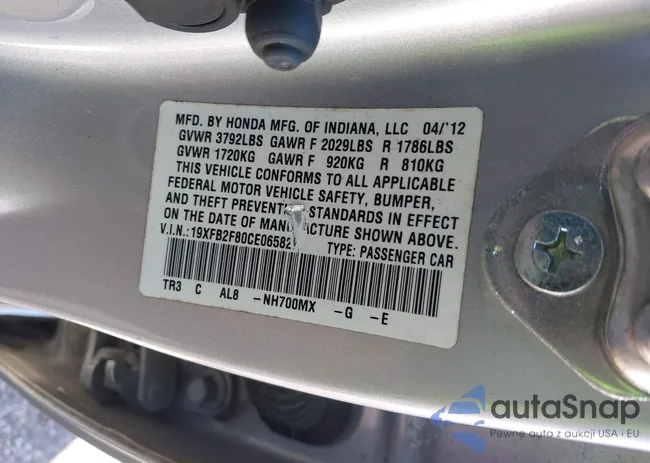 MFD. BY HONDA MFG. OF INDIANA, LLC 04/'12
GVWR 3792LBS GAWR F 2029LBS R 1786LBS
GVWR 1720KG GAWR F 920KG R 810KG
THIS VEHICLE CONFORMS TO ALL APPLICABLE
FEDERAL MOTOR VEHICLE SAFETY, BUMPER,
AND THEFT PREVENTION STANDARDS IN EFFECT
ON THE DATE OF MANUFACTURE SHOWN ABOVE.
V.I.N.: 19XFB2F80CE06582 TYPE: PASSENGER CAR
TR3 C AL8 -NH700MX -G -E
autaSnap
Pewne auta z aukcji USA i EU